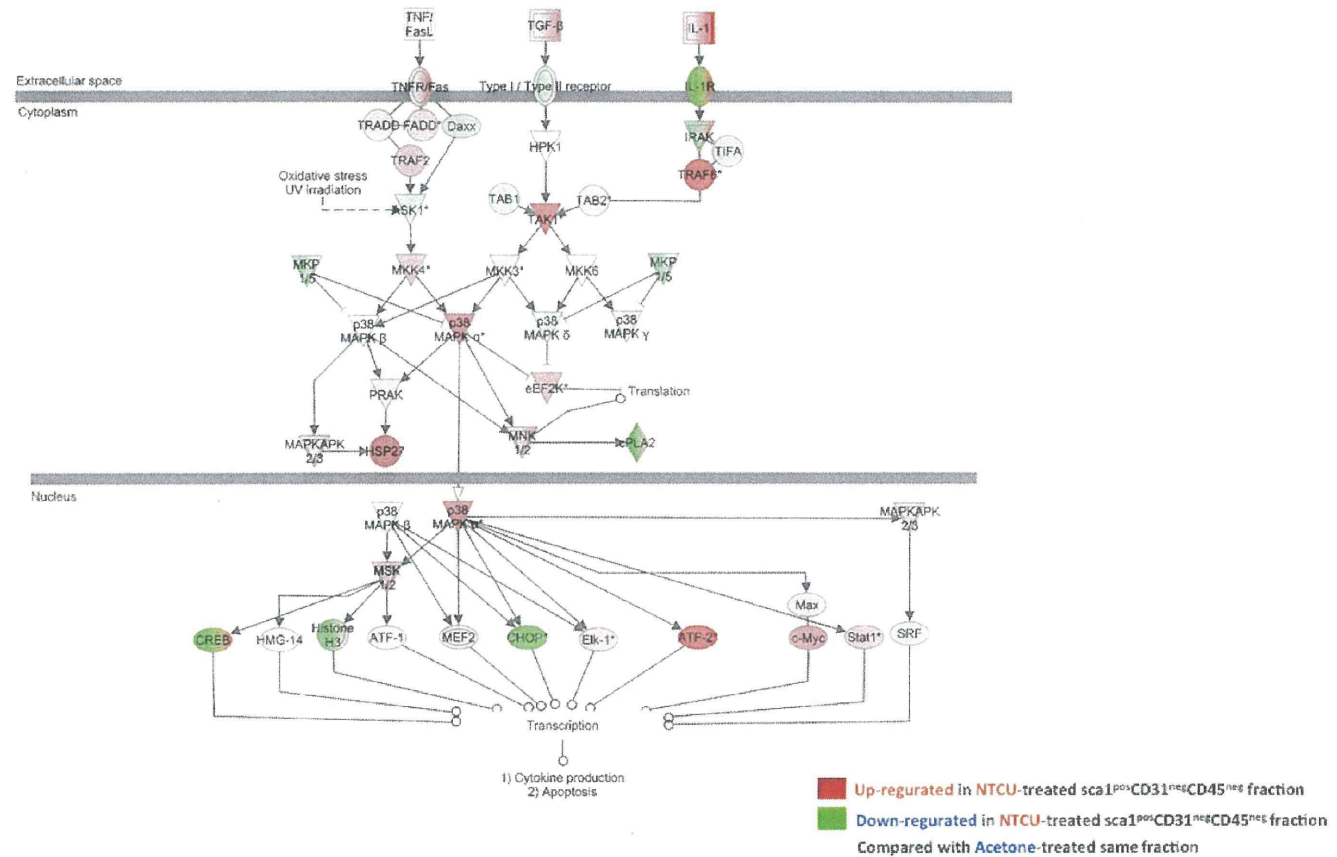 TNF/
FasL
TGF-β
IL-1
Extracellular space
TNFR/Fas
Type I / Type II receptor
IL-1R
Cytoplasm
TRADD
FADD*
Daxx
HPK1
IRAK
TIFA
TRAF2
TRAF6*
Oxidative stress
UV irradiation
TAB1
TAB2*
ASK1*
TAK1*
MKP
1/5
MKK4*
MKK3*
MKK6
MKP
1/5
p38
MAPK β
p38
MAPK α*
p38
MAPK δ
p38
MAPK γ
PRAK
eEF2K*
Translation
MAPKAPK
2/3
HSP27
MNK
1/2
cPLA2
Nucleus
p38
MAPK β
p38
MAPK α*
MAPKAPK
2/3
MSK
1/2
Max
CREB
HMG-14
Histone
H3
ATF-1
MEF2
CHOP*
Elk-1*
ATF-2*
c-Myc
Stat1*
SRF
Transcription
1) Cytokine production
2) Apoptosis
Up-regurated in NTCU-treated sca1posCD31negCD45neg fraction
Down-regurated in NTCU-treated sca1posCD31negCD45neg fraction
Compared with Acetone-treated same fraction